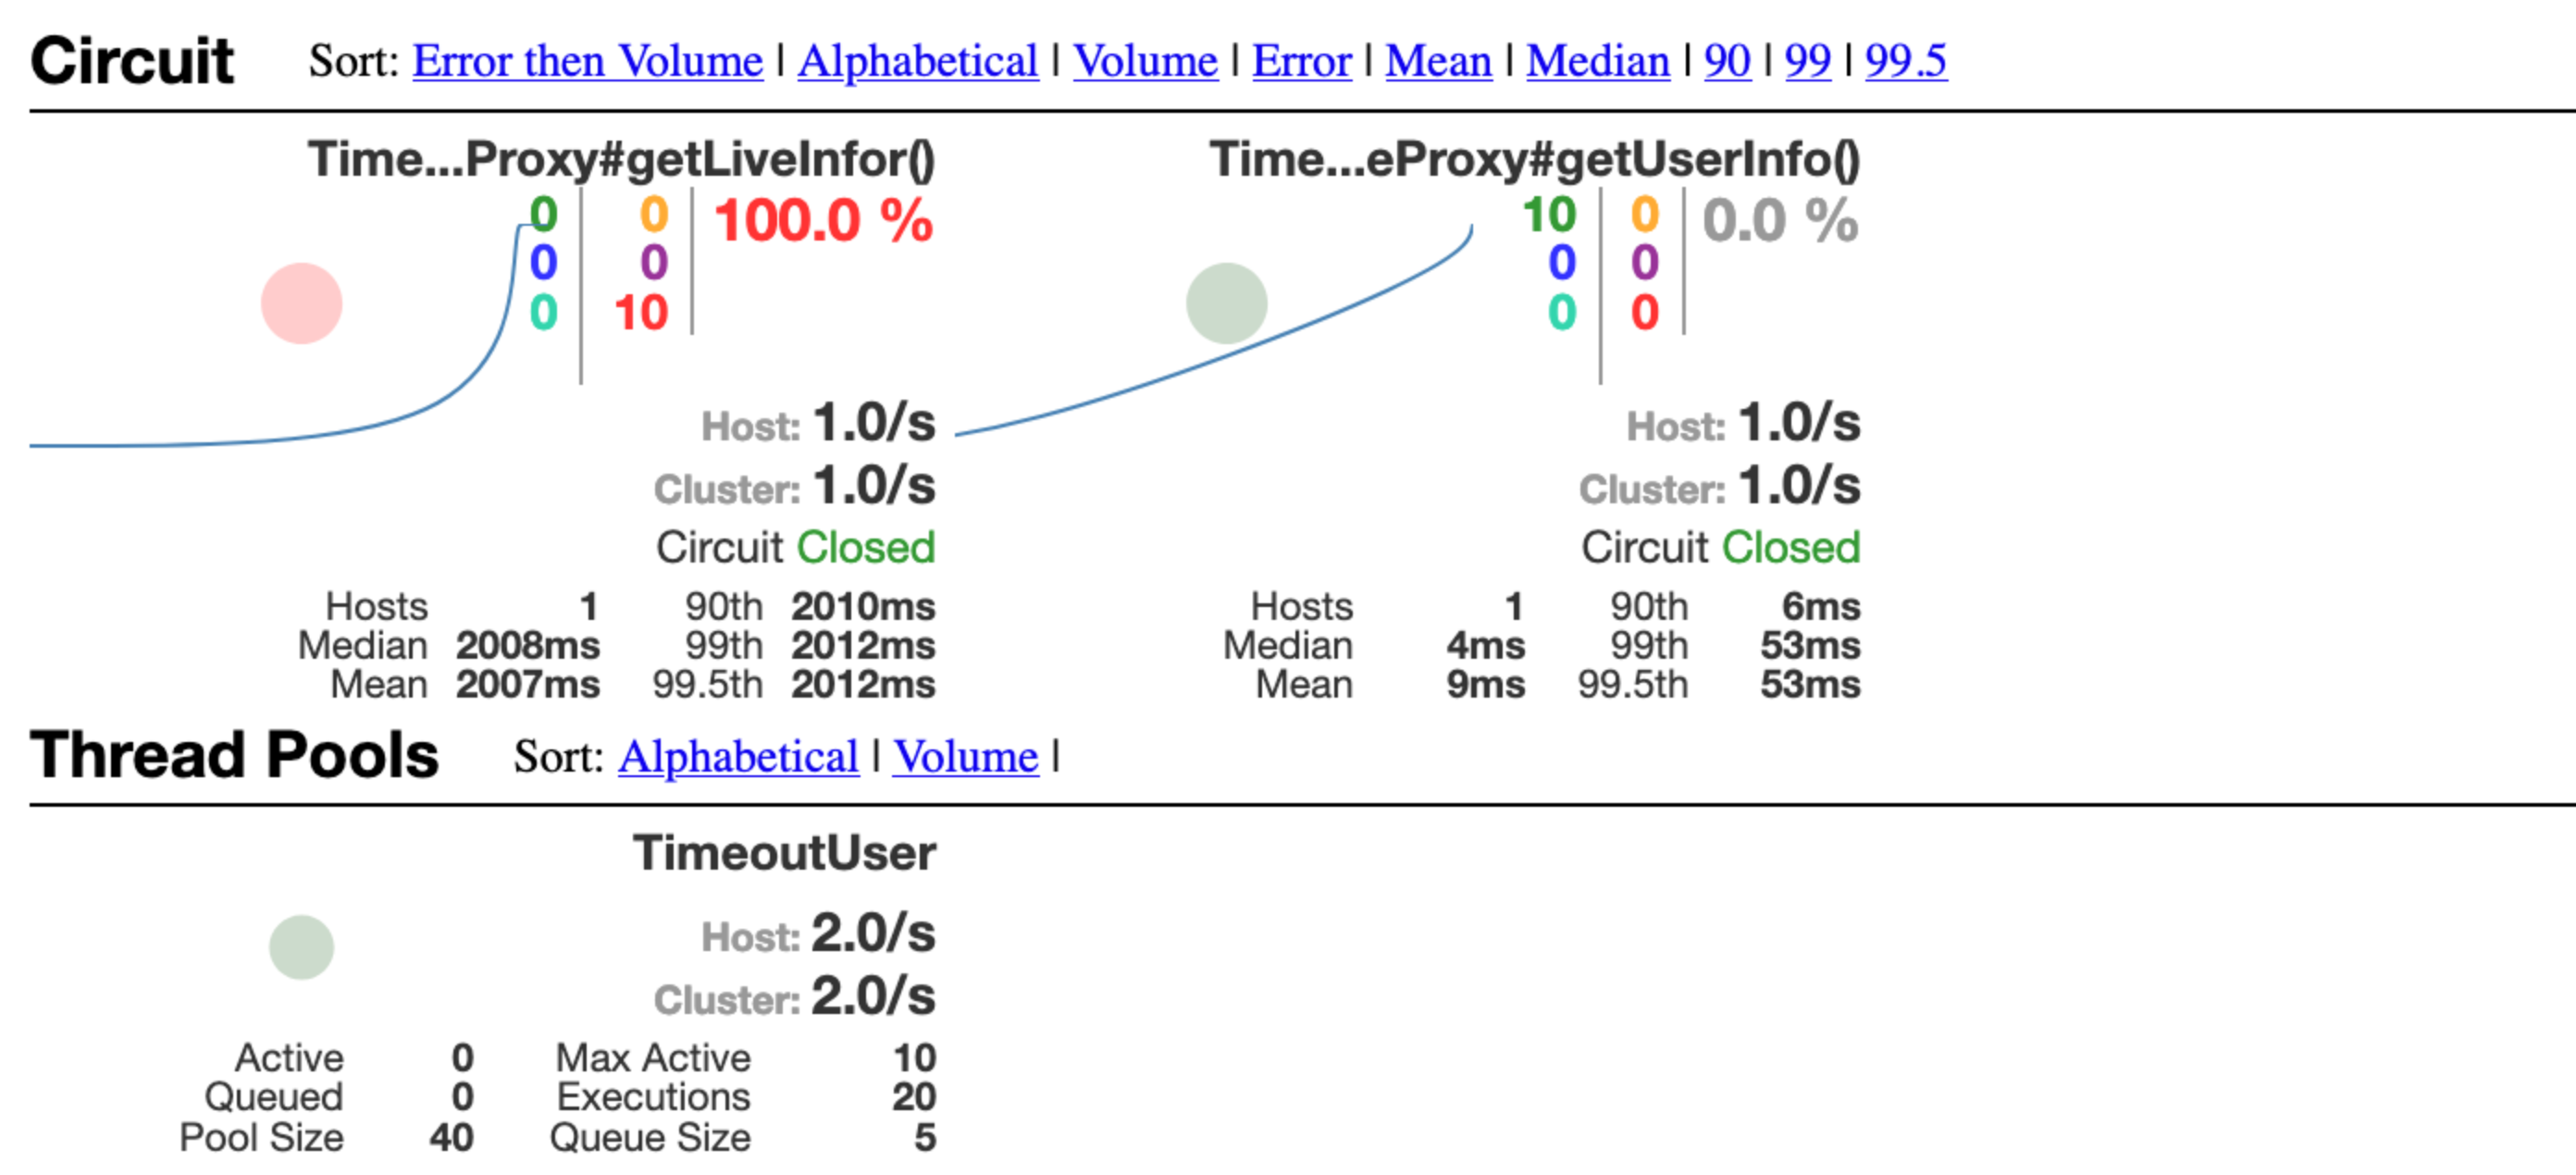 Circuit Sort: Error then Volume | Alphabetical | Volume | Error | Mean | Median | 90 | 99 | 99.5
Time...Proxy#getLiveInfor()
0 0 100.0 %
0 0
0 10
Host: 1.0/s
Cluster: 1.0/s
Circuit Closed
Hosts 1 90th 2010ms
Median 2008ms 99th 2012ms
Mean 2007ms 99.5th 2012ms
Time...eProxy#getUserInfo()
10 0 0.0 %
0 0
0 0
Host: 1.0/s
Cluster: 1.0/s
Circuit Closed
Hosts 1 90th 6ms
Median 4ms 99th 53ms
Mean 9ms 99.5th 53ms
Thread Pools Sort: Alphabetical | Volume |
TimeoutUser
Host: 2.0/s
Cluster: 2.0/s
Active 0 Max Active 10
Queued 0 Executions 20
Pool Size 40 Queue Size 5